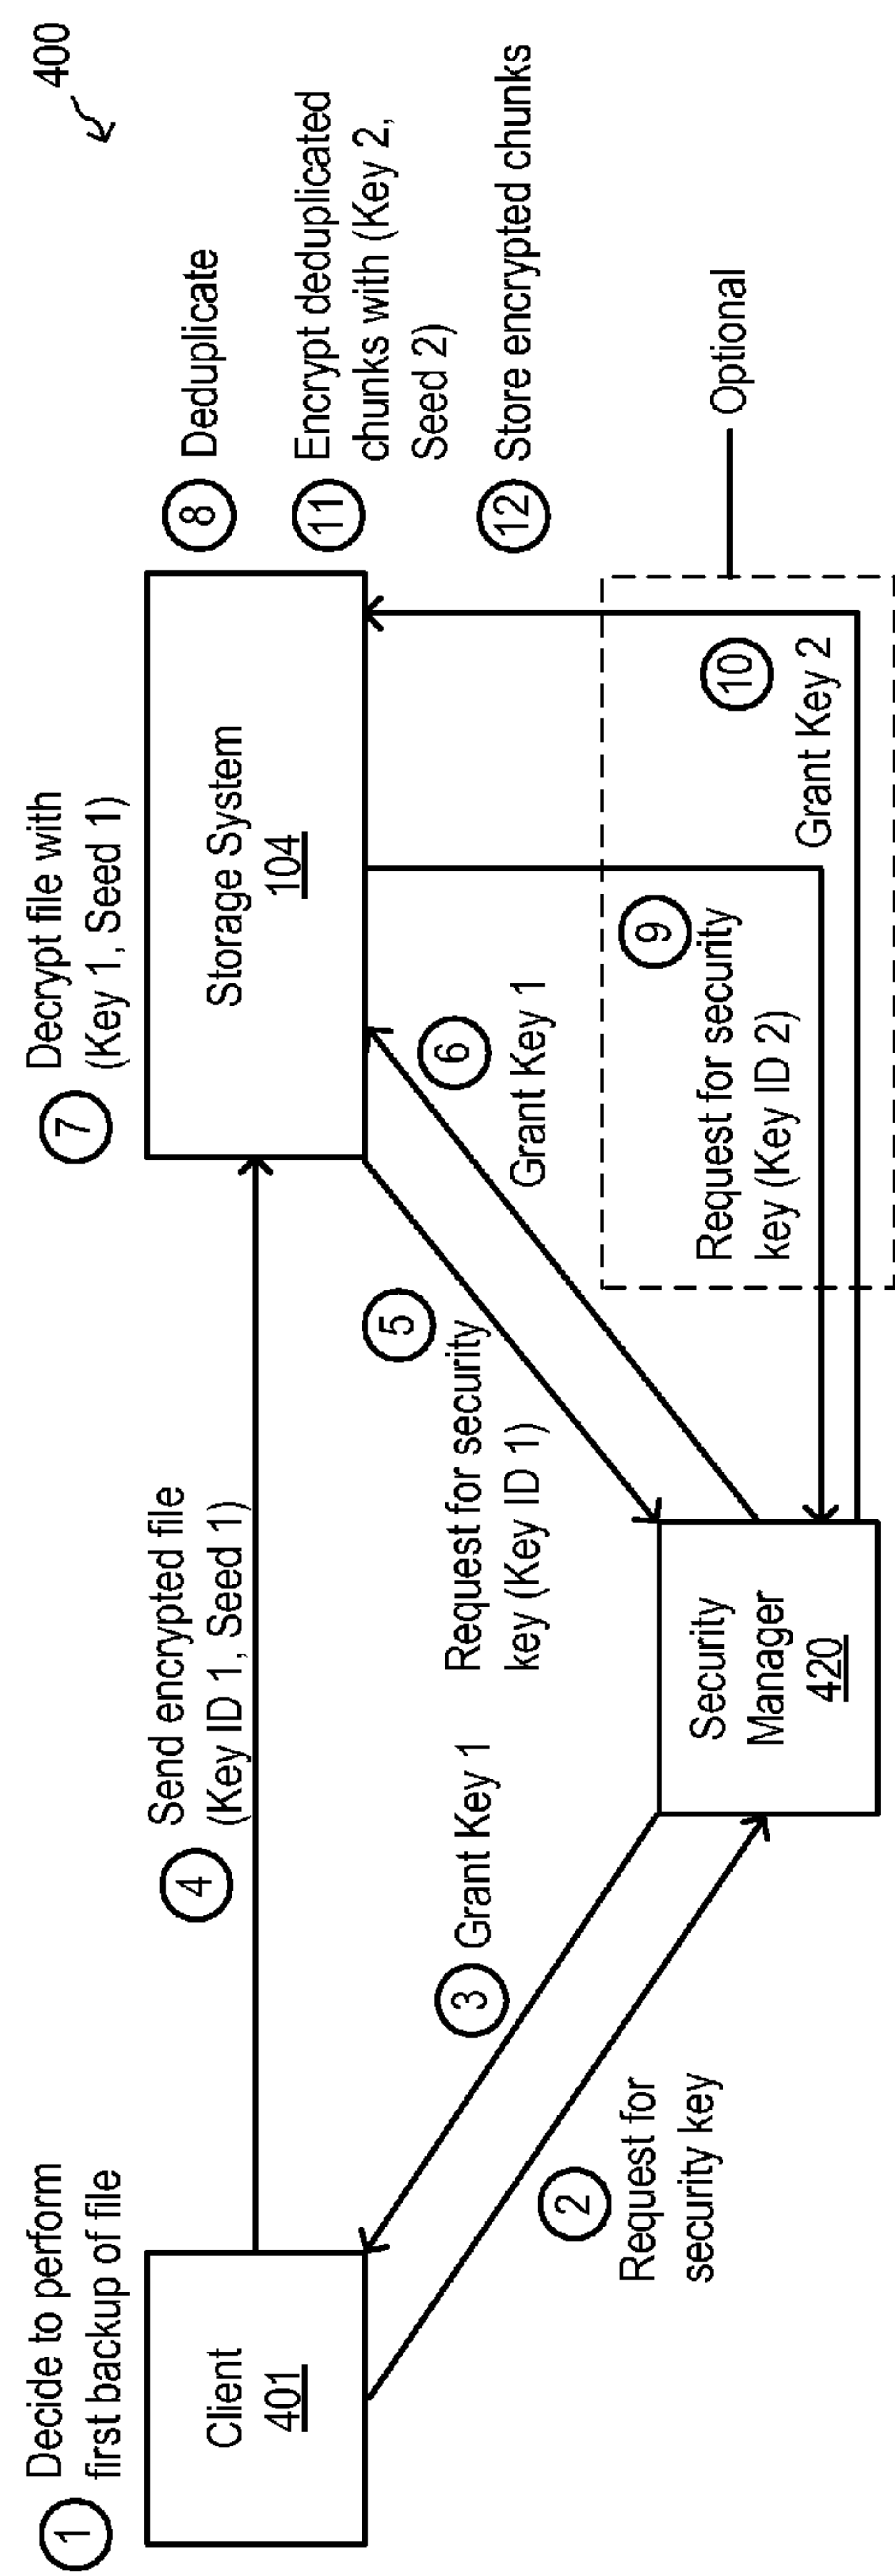 400
1
Decide to perform
first backup of file
Client
401
2
Request for
security key
3
Grant Key 1
4
Send encrypted file
(Key ID 1, Seed 1)
5
Request for security
key (Key ID 1)
6
Grant Key 1
7
Decrypt file with
(Key 1, Seed 1)
Storage System
104
8
Deduplicate
9
Request for security
key (Key ID 2)
10
Grant Key 2
Optional
11
Encrypt deduplicated
chunks with (Key 2,
Seed 2)
12
Store encrypted chunks
Security
Manager
420